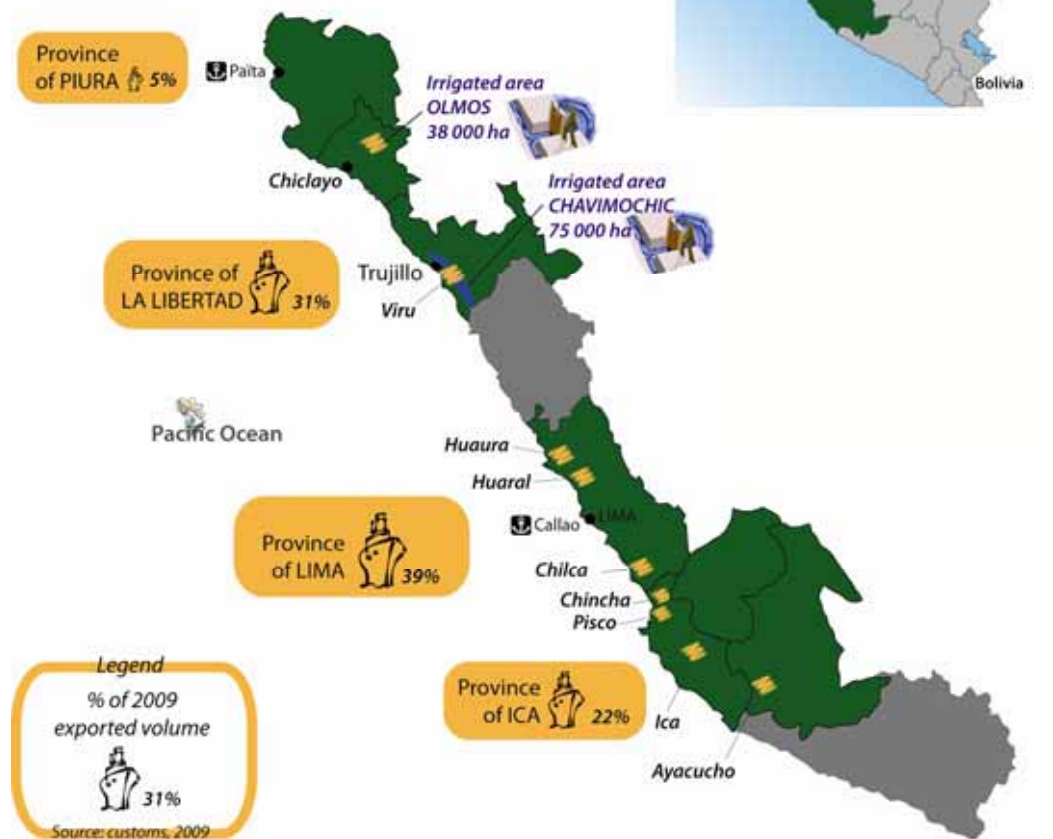 Province
of PIURA 5%
Païta
Bolivia
Irrigated area
OLMOS
38 000 ha
Chiclayo
Irrigated area
CHAVIMOCHIC
75 000 ha
Province of
LA LIBERTAD 31%
Trujillo
Viru
Pacific Ocean
Huaura
Huaral
Callao
LIMA
Province
of LIMA 39%
Chilca
Chincha
Pisco
Province
of ICA 22%
Ica
Ayacucho
Legend
% of 2009
exported volume
31%
Source: customs, 2009